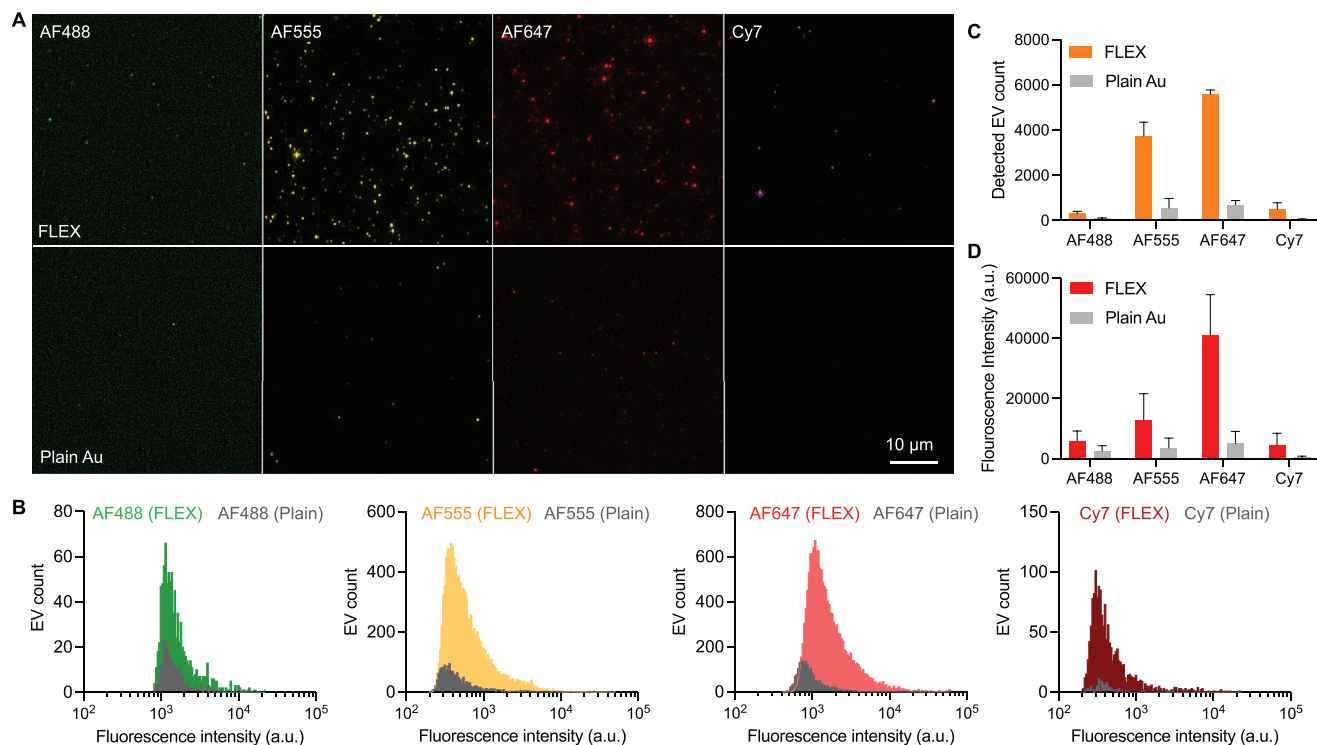 A
AF488
AF555
AF647
Cy7
FLEX
Plain Au
10 μm
C
8000
6000
4000
2000
0
Detected EV count
FLEX
Plain Au
AF488
AF555
AF647
Cy7
D
60000
40000
20000
0
Flouroscence Intensity (a.u.)
FLEX
Plain Au
AF488
AF555
AF647
Cy7
B
AF488 (FLEX) AF488 (Plain)
80
60
40
20
0
EV count
10² 10³ 10⁴ 10⁵
Fluorescence intensity (a.u.)
AF555 (FLEX) AF555 (Plain)
600
400
200
0
EV count
10² 10³ 10⁴ 10⁵
Fluorescence intensity (a.u.)
AF647 (FLEX) AF647 (Plain)
800
600
400
200
0
EV count
10² 10³ 10⁴ 10⁵
Fluorescence intensity (a.u.)
Cy7 (FLEX) Cy7 (Plain)
150
100
50
0
EV count
10² 10³ 10⁴ 10⁵
Fluorescence intensity (a.u.)